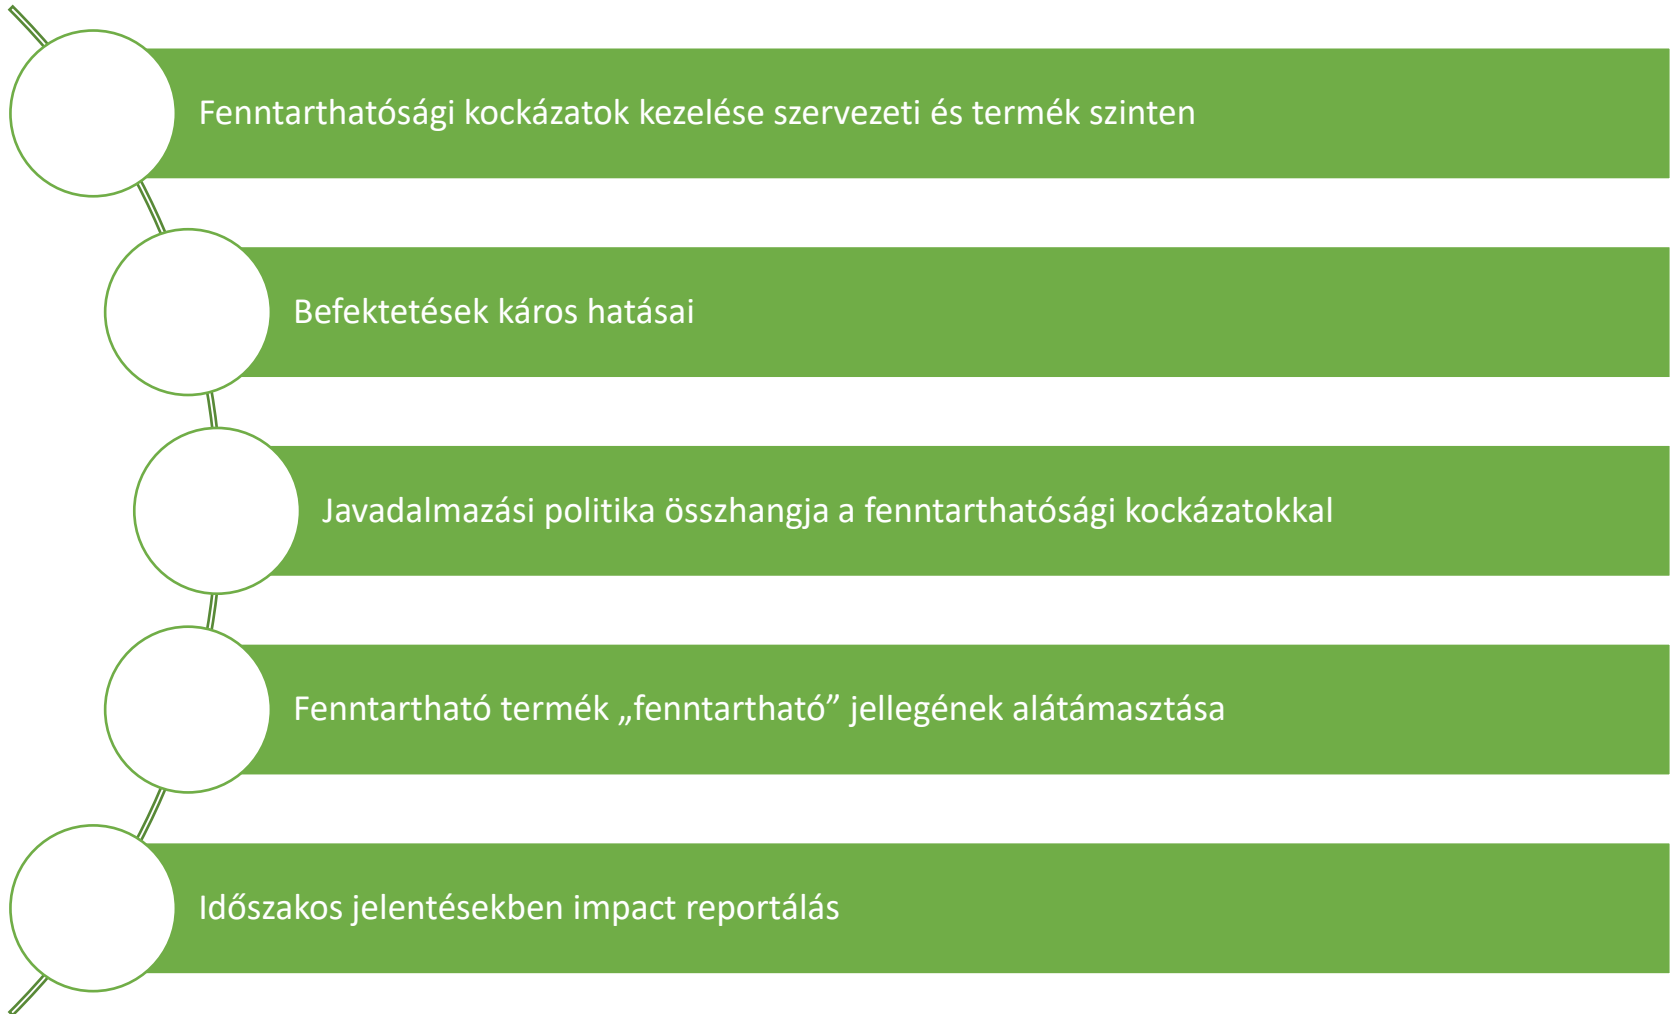 Fenntarthatósági kockázatok kezelése szervezeti és termék szinten
Befektetések káros hatásai
Javadalmazási politika összhangja a fenntarthatósági kockázatokkal
Fenntartható termék „fenntartható” jellegének alátámasztása
Időszakos jelentésekben impact reportálás